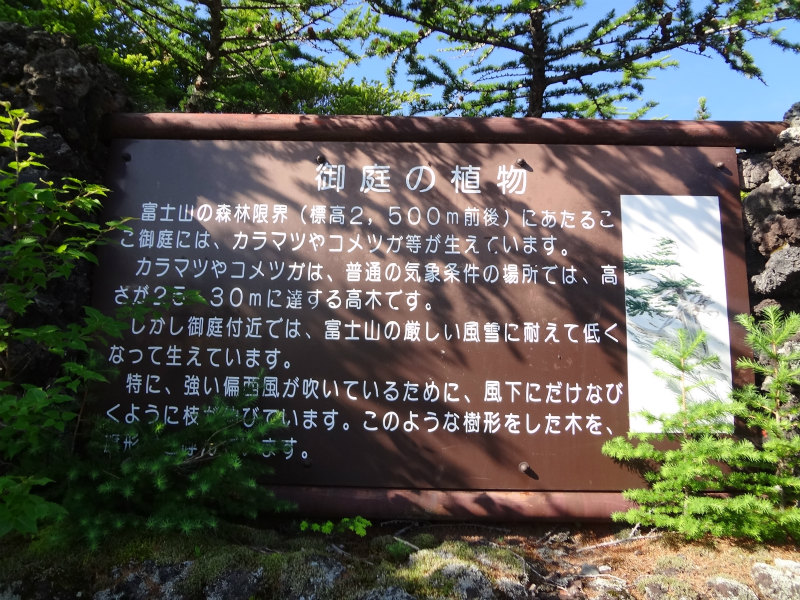 御庭の植物
富士山の森林限界(標高2,500m前後)にあたるこ
こ御庭には、カラマツやコメツガ等が生えています。
カラマツやコメツガは、普通の気象条件の場所では、高
さが25 30mに達する高木です。
しかし御庭付近では、富士山の厳しい風雪に耐えて低く
なって生えています。
特に、強い偏西風が吹いているために、風下にだけなび
くように枝が伸びています。このような樹形をした木を、
形 ます。